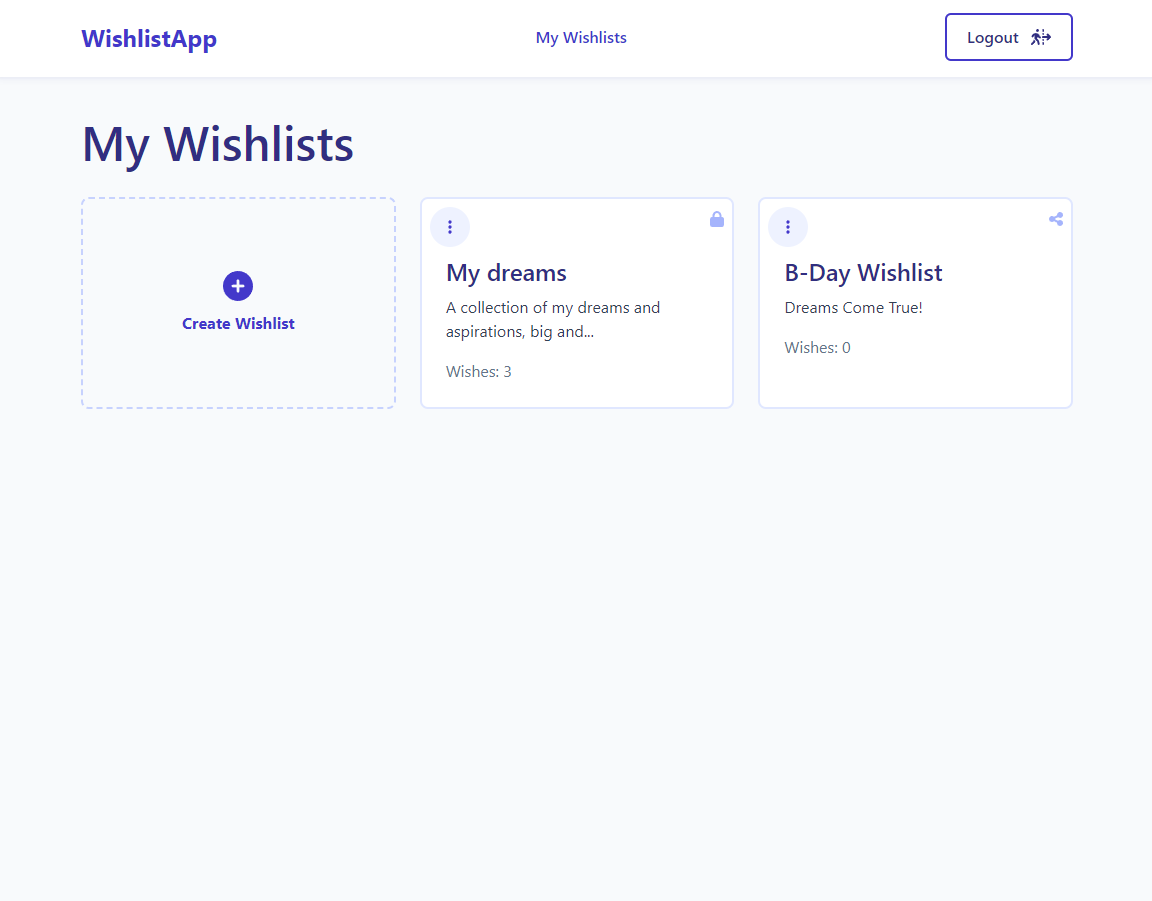 WishlistApp
My Wishlists
Logout
My Wishlists
Create Wishlist
My dreams
A collection of my dreams and
aspirations, big and...
Wishes: 3
B-Day Wishlist
Dreams Come True!
Wishes: 0